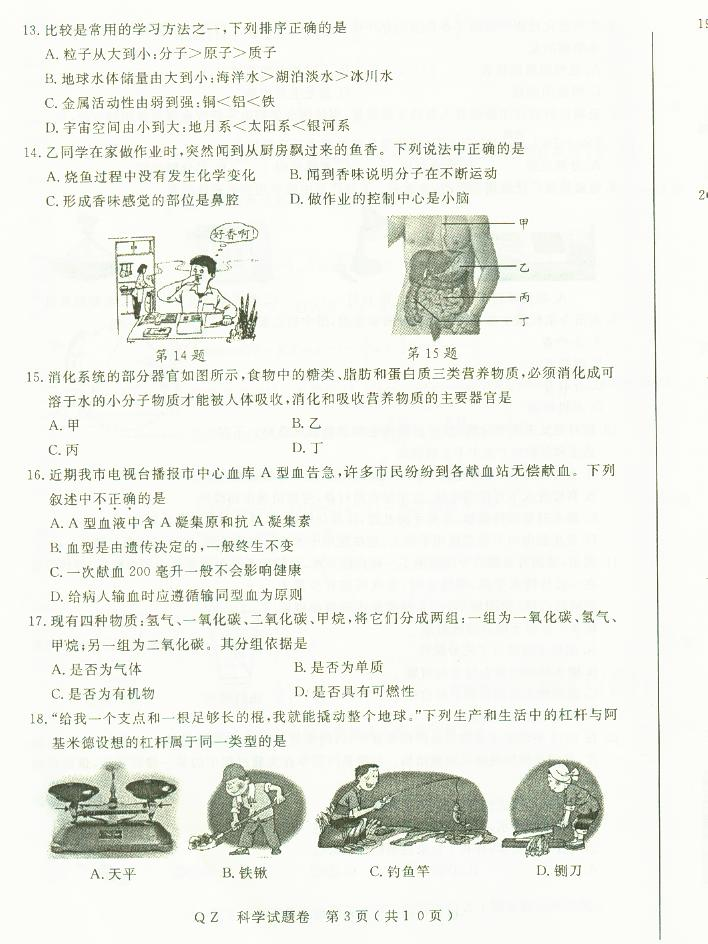 13. 比较是常用的学习方法之一,下列排序正确的是
A. 粒子从大到小:分子＞原子＞质子
B. 地球水体储量由大到小:海洋水＞湖泊淡水＞冰川水
C. 金属活动性由弱到强:铜＜铝＜铁
D. 宇宙空间由小到大:地月系＜太阳系＜银河系
14. 乙同学在家做作业时,突然闻到从厨房飘过来的鱼香。下列说法中正确的是
A. 烧鱼过程中没有发生化学变化 B. 闻到香味说明分子在不断运动
C. 形成香味感觉的部位是鼻腔 D. 做作业的控制中心是小脑
好香啊!
甲
乙
丙
丁
第14题 第15题
15. 消化系统的部分器官如图所示,食物中的糖类、脂肪和蛋白质三类营养物质,必须消化成可
溶于水的小分子物质才能被人体吸收,消化和吸收营养物质的主要器官是
A. 甲 B. 乙
C. 丙 D. 丁
16. 近期我市电视台播报市中心血库 A 型血告急,许多市民纷纷到各献血站无偿献血。下列
叙述中不正确的是
A. A 型血液中含 A 凝集原和抗 A 凝集素
B. 血型是由遗传决定的,一般终生不变
C. 一次献血 200 毫升一般不会影响健康
D. 给病人输血时应遵循输同型血为原则
17. 现有四种物质:氢气、一氧化碳、二氧化碳、甲烷,将它们分成两组:一组为一氧化碳、氢气、
甲烷;另一组为二氧化碳。其分组依据是
A. 是否为气体 B. 是否为单质
C. 是否为有机物 D. 是否具有可燃性
18. “给我一个支点和一根足够长的棍,我就能撬动整个地球。”下列生产和生活中的杠杆与阿
基米德设想的杠杆属于同一类型的是
A. 天平 B. 铁锹 C. 钓鱼竿 D. 铡刀
QZ 科学试题卷 第3页(共10页)